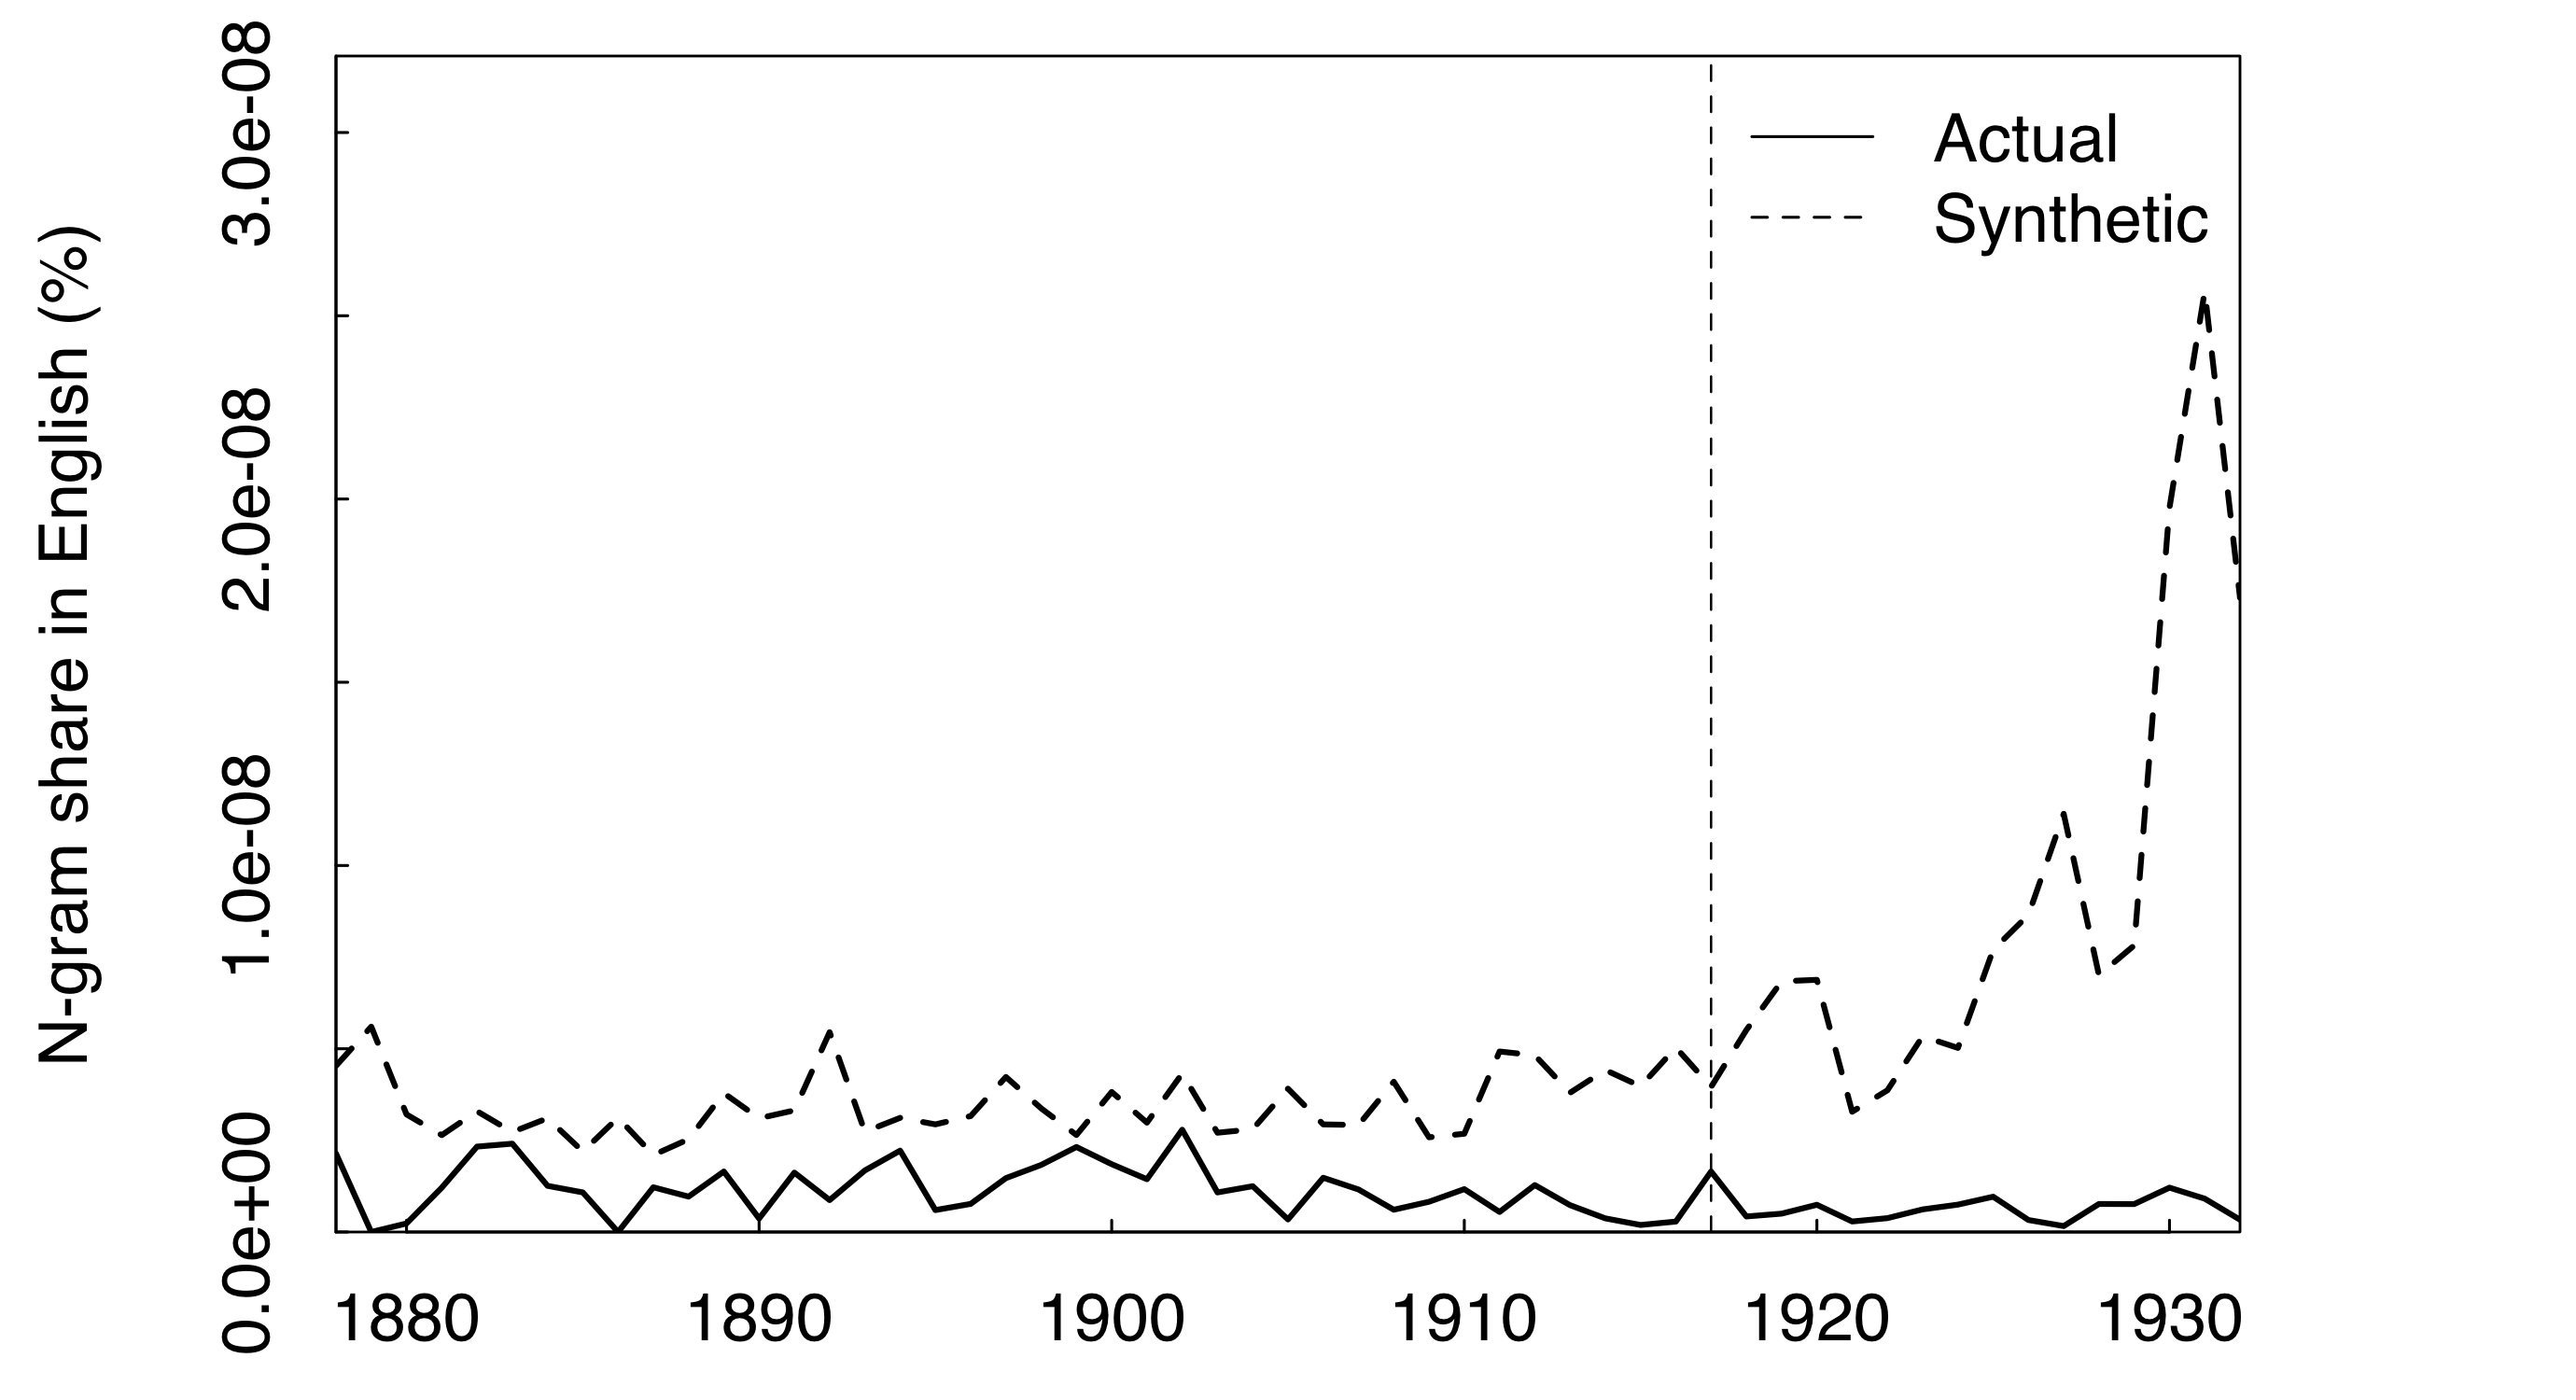 N-gram share in English (%)
3.0e-08
2.0e-08
1.0e-08
0.0e+00
Actual
Synthetic
1880 1890 1900 1910 1920 1930